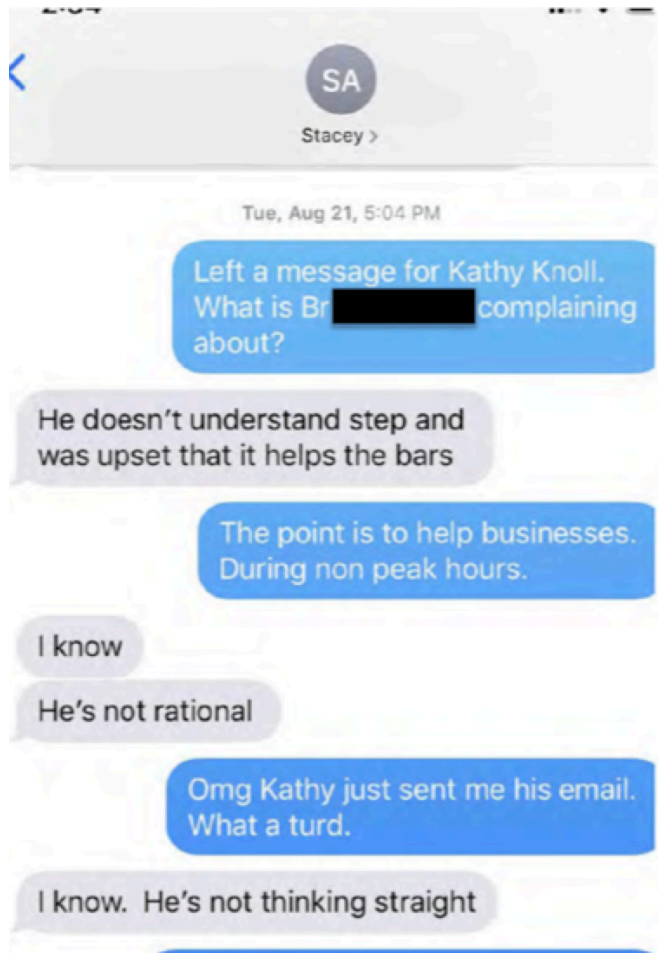 SA
Stacey >
Tue, Aug 21, 5:04 PM
Left a message for Kathy Knoll.
What is Br complaining
about?
He doesn't understand step and
was upset that it helps the bars
The point is to help businesses.
During non peak hours.
I know
He's not rational
Omg Kathy just sent me his email.
What a turd.
I know.  He's not thinking straight